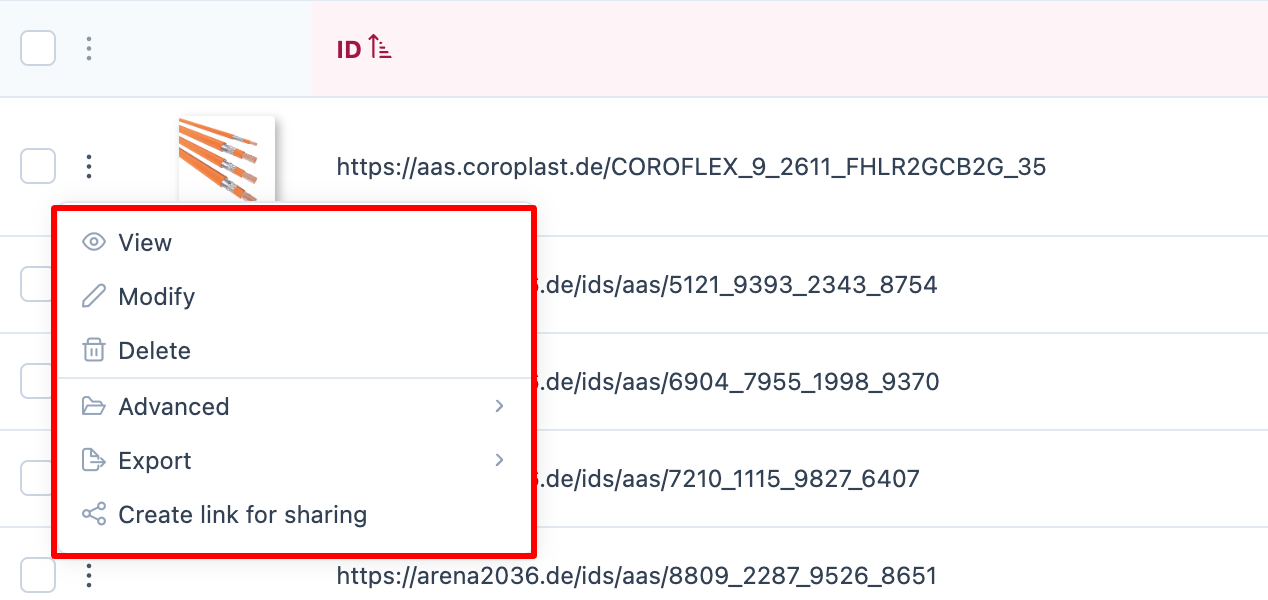 ID
https://aas.coroplast.de/COROFLEX_9_2611_FHLR2GCB2G_35
View
.de/ids/aas/5121_9393_2343_8754
Modify
Delete
.de/ids/aas/6904_7955_1998_9370
Advanced
Export
.de/ids/aas/7210_1115_9827_6407
Create link for sharing
https://arena2036.de/ids/aas/8809_2287_9526_8651